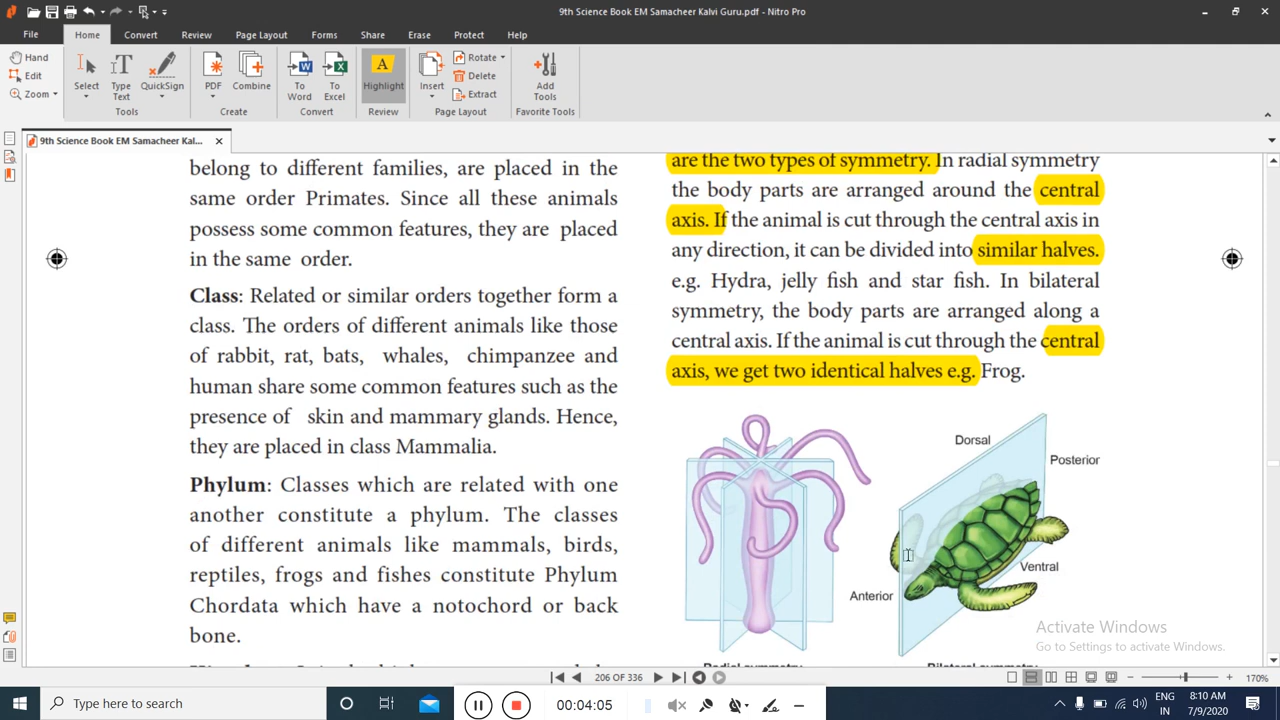 9th Science Book EM Samacheer Kalvi Guru.pdf - Nitro Pro
File Home Convert Review Page Layout Forms Share Erase Protect Help
Hand
Edit
Zoom
Select
Type Text
QuickSign
Tools
PDF
Combine
Create
To Word
To Excel
Convert
Highlight
Review
Insert
Rotate
Delete
Extract
Page Layout
Add Tools
Favorite Tools
9th Science Book EM Samacheer Kal...
belong to different families, are placed in the
same order Primates. Since all these animals
possess some common features, they are placed
in the same order.
Class: Related or similar orders together form a
class. The orders of different animals like those
of rabbit, rat, bats, whales, chimpanzee and
human share some common features such as the
presence of skin and mammary glands. Hence,
they are placed in class Mammalia.
Phylum: Classes which are related with one
another constitute a phylum. The classes
of different animals like mammals, birds,
reptiles, frogs and fishes constitute Phylum
Chordata which have a notochord or back
bone.
are the two types of symmetry. In radial symmetry
the body parts are arranged around the central
axis. If the animal is cut through the central axis in
any direction, it can be divided into similar halves.
e.g. Hydra, jelly fish and star fish. In bilateral
symmetry, the body parts are arranged along a
central axis. If the animal is cut through the central
axis, we get two identical halves e.g. Frog.
Dorsal
Posterior
Ventral
Anterior
Radial symmetry
Bilateral symmetry
Activate Windows
Go to Settings to activate Windows.
206 OF 336
170%
Type here to search
00:04:05
ENG
IN
8:10 AM
7/9/2020